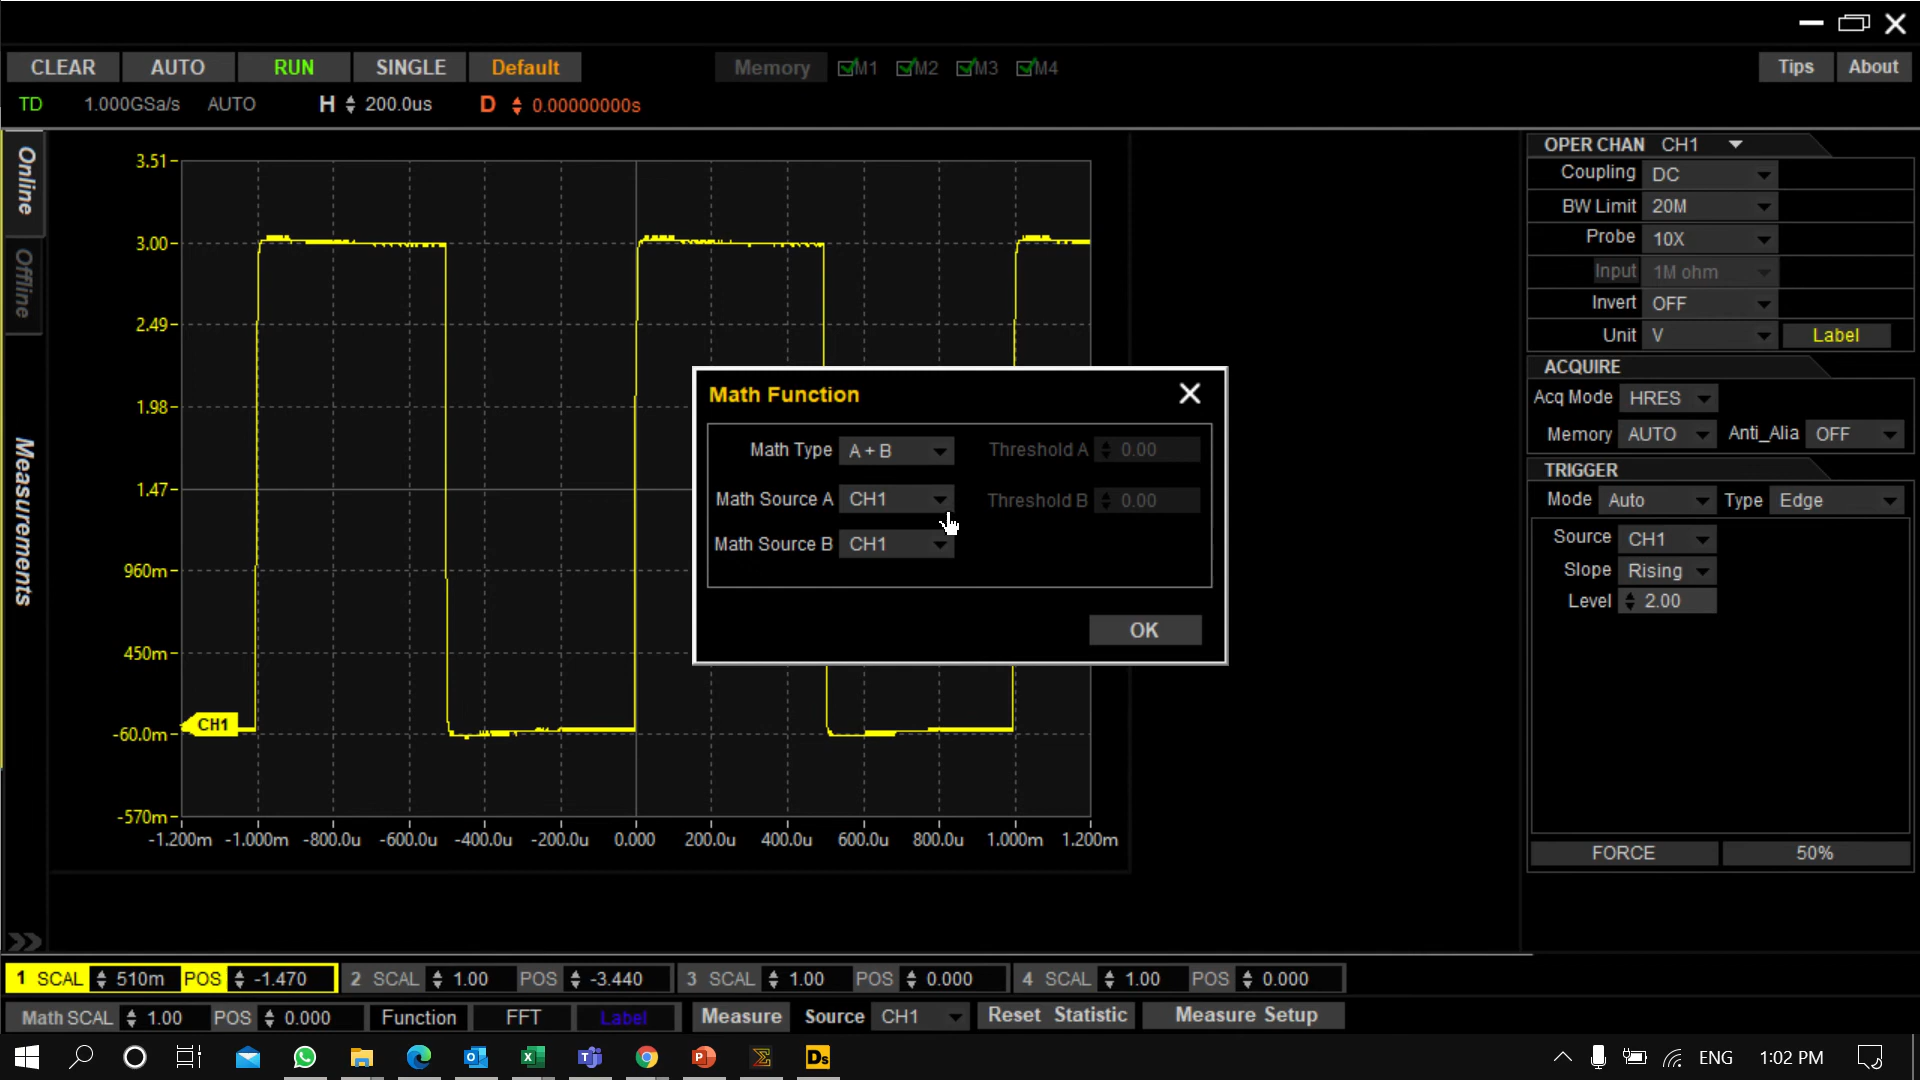 CLEAR AUTO RUN SINGLE Default Memory M1 M2 M3 M4 Tips About
TD 1.000GSa/s AUTO H 200.0us D 0.00000000s
Online
Offline
Measurements
3.51
3.00
2.49
1.98
1.47
960m
450m
-60.0m
-570m
CH1
-1.200m -1.000m -800.0u -600.0u -400.0u -200.0u 0.000 200.0u 400.0u 600.0u 800.0u 1.000m 1.200m
Math Function
Math Type A + B Threshold A 0.00
Math Source A CH1 Threshold B 0.00
Math Source B CH1
OK
OPER CHAN CH1
Coupling DC
BW Limit 20M
Probe 10X
Input 1M ohm
Invert OFF
Unit V Label
ACQUIRE
Acq Mode HRES
Memory AUTO Anti_Alia OFF
TRIGGER
Mode Auto Type Edge
Source CH1
Slope Rising
Level 2.00
FORCE 50%
1 SCAL 510m POS -1.470 2 SCAL 1.00 POS -3.440 3 SCAL 1.00 POS 0.000 4 SCAL 1.00 POS 0.000
Math SCAL 1.00 POS 0.000 Function FFT Label Measure Source CH1 Reset Statistic Measure Setup
Ds ENG 1:02 PM